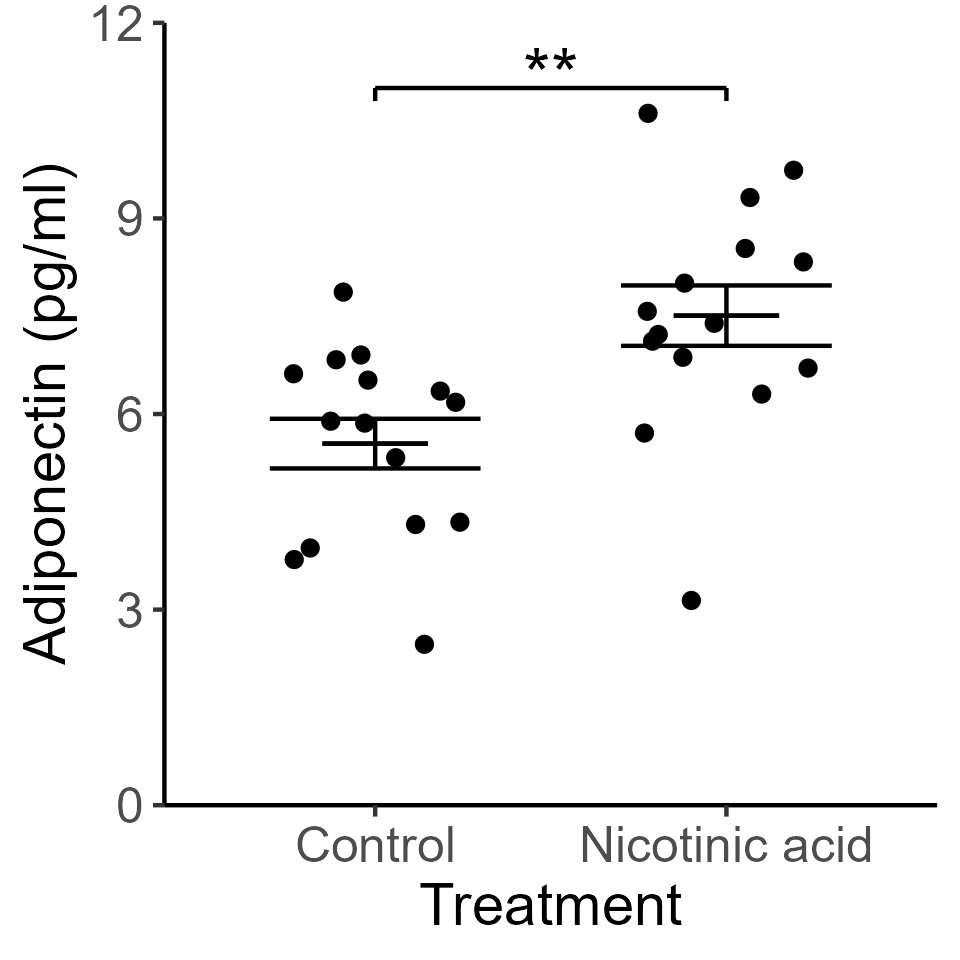 12
**
9
6
3
0
Adiponectin (pg/ml)
Control
Nicotinic acid
Treatment